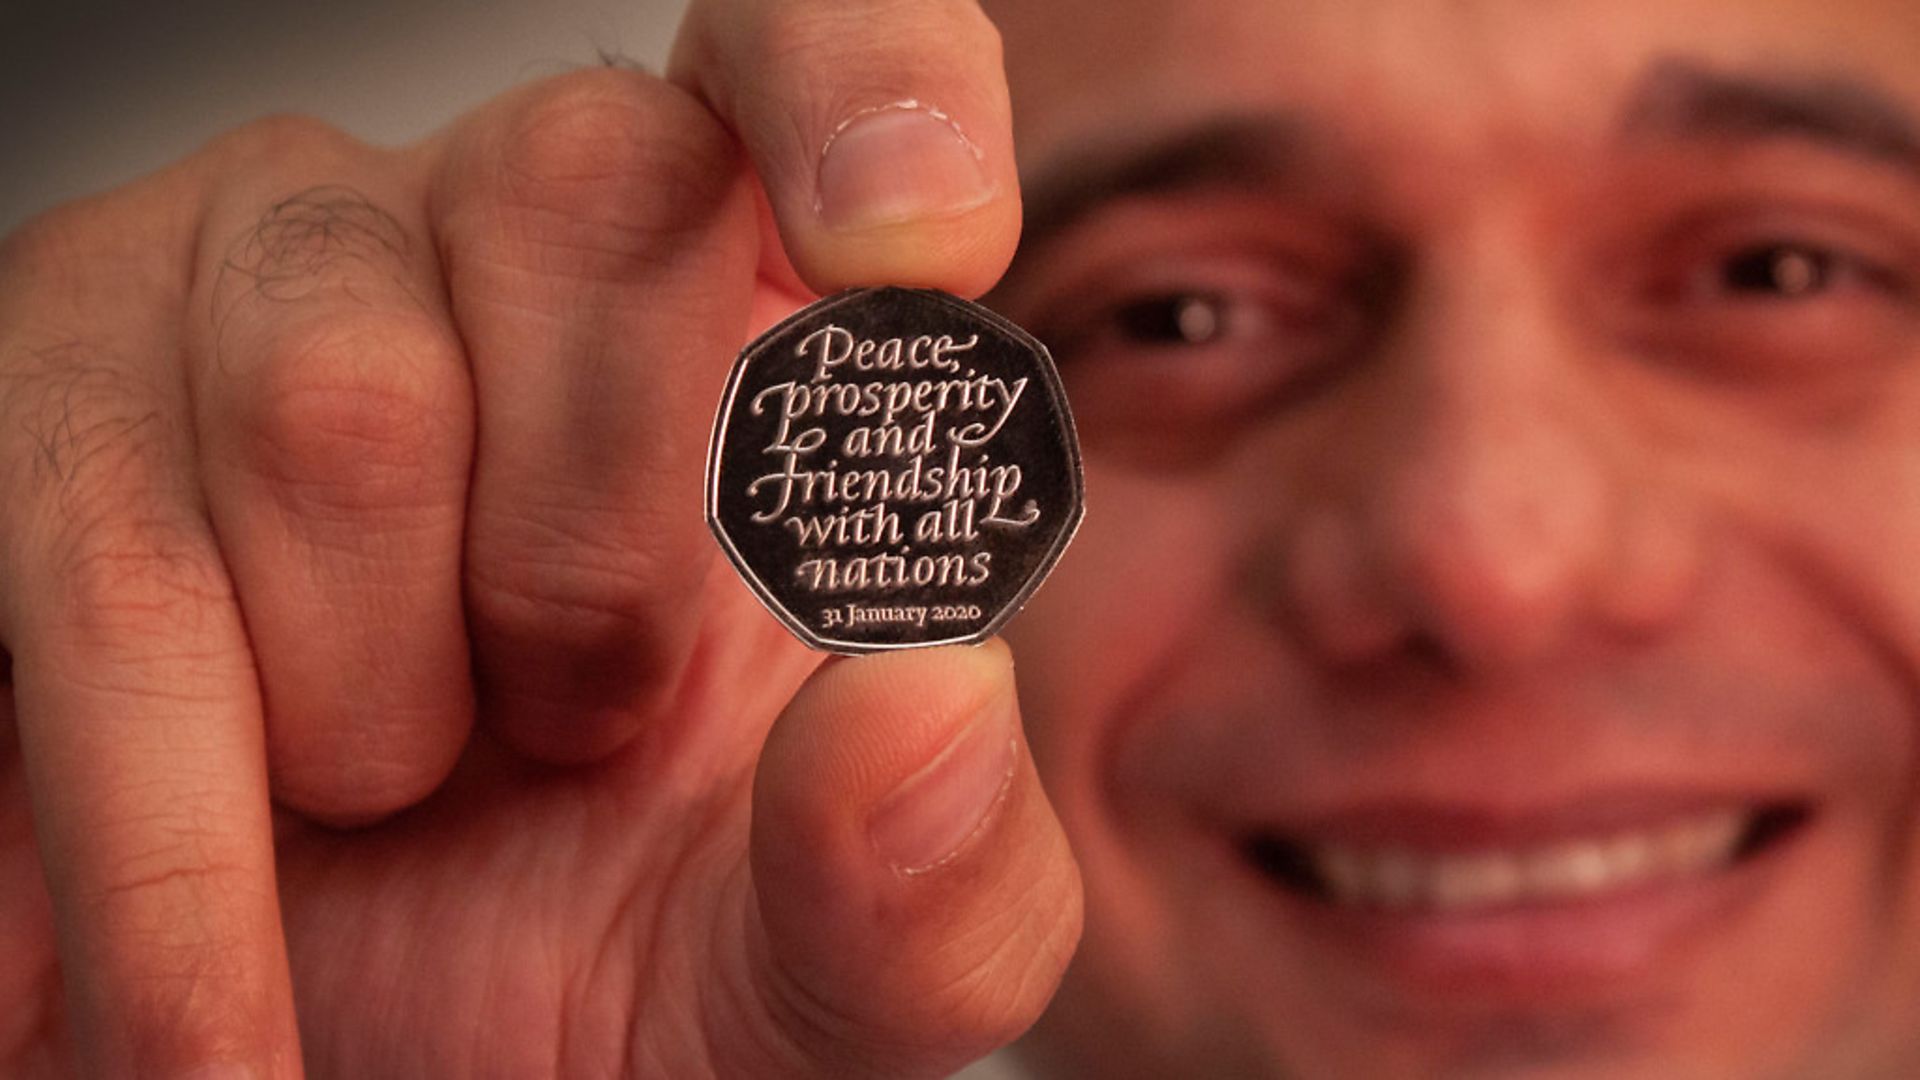 Peace,
prosperity
and
friendship
with all
nations
31 January 2020